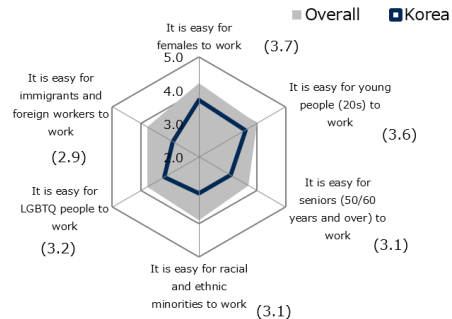 Overall Korea
It is easy for
females to work
(3.7)
5.0
4.0
3.0
2.0
It is easy for young
people (20s) to
work
(3.6)
It is easy for
seniors (50/60
years and over) to
work
(3.1)
It is easy for racial
and ethnic
minorities to work
(3.1)
It is easy for
LGBTQ people to
work
(3.2)
It is easy for
immigrants and
foreign workers to
work
(2.9)